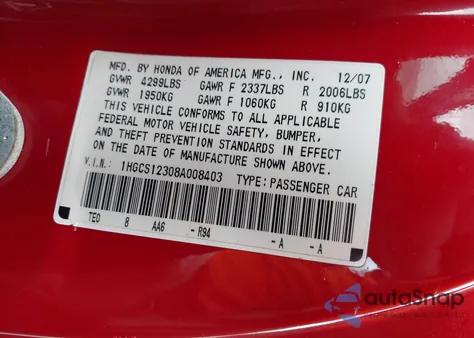 MFD. BY HONDA OF AMERICA MFG., INC. 12/07
GVWR 4299LBS GAWR F 2337LBS R 2006LBS
GVWR 1950KG GAWR F 1060KG R 910KG
THIS VEHICLE CONFORMS TO ALL APPLICABLE
FEDERAL MOTOR VEHICLE SAFETY, BUMPER,
AND THEFT PREVENTION STANDARDS IN EFFECT
ON THE DATE OF MANUFACTURE SHOWN ABOVE.
V.I.N.: 1HGCS12308A008403 TYPE: PASSENGER CAR
TE0 8 AA6 - R94 - A - A
autoSnap